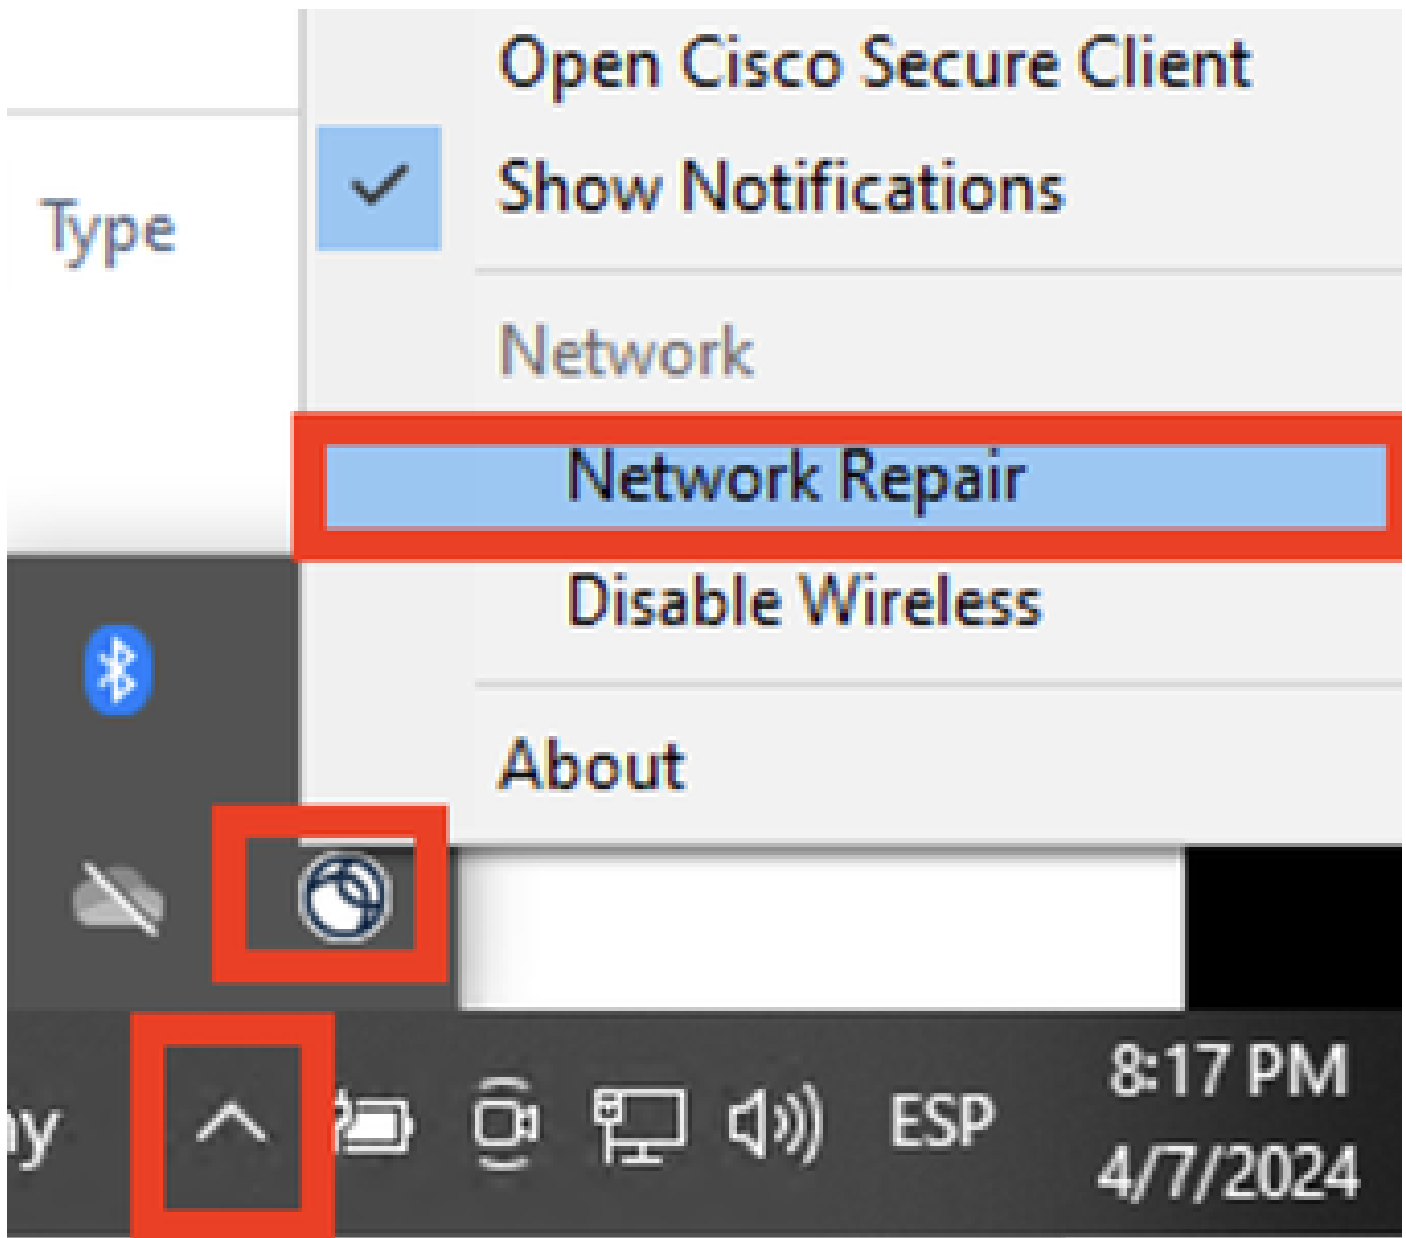 Open Cisco Secure Client
Show Notifications
Type
Network
Network Repair
Disable Wireless
About
ESP
8:17 PM
4/7/2024